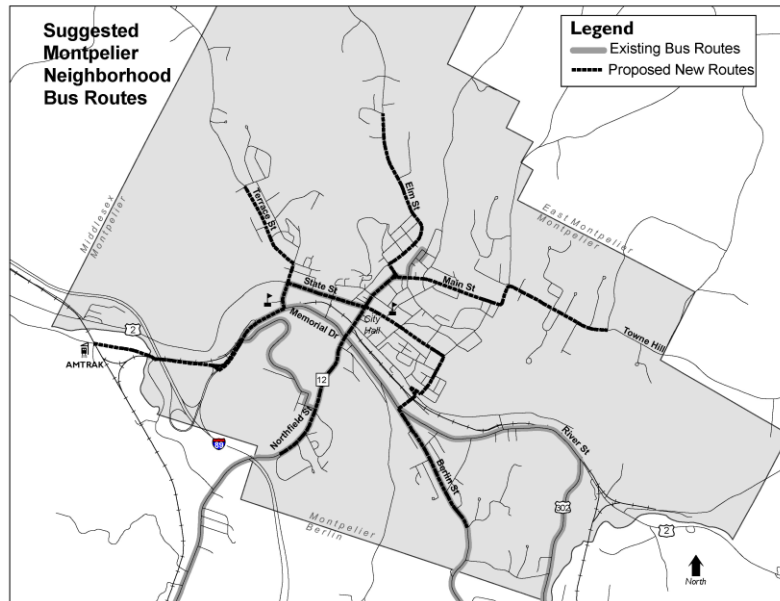 Suggested
Montpelier
Neighborhood
Bus Routes
Legend
Existing Bus Routes
Proposed New Routes
Middlesex
Montpelier
Terrace St
Elm St
East Montpelier
Montpelier
State St
Main St
City
Hall
Memorial Dr
Towne Hill
2
AMTRAK
12
Northfield St
89
River St
Berlin St
302
2
Montpelier
Berlin
North